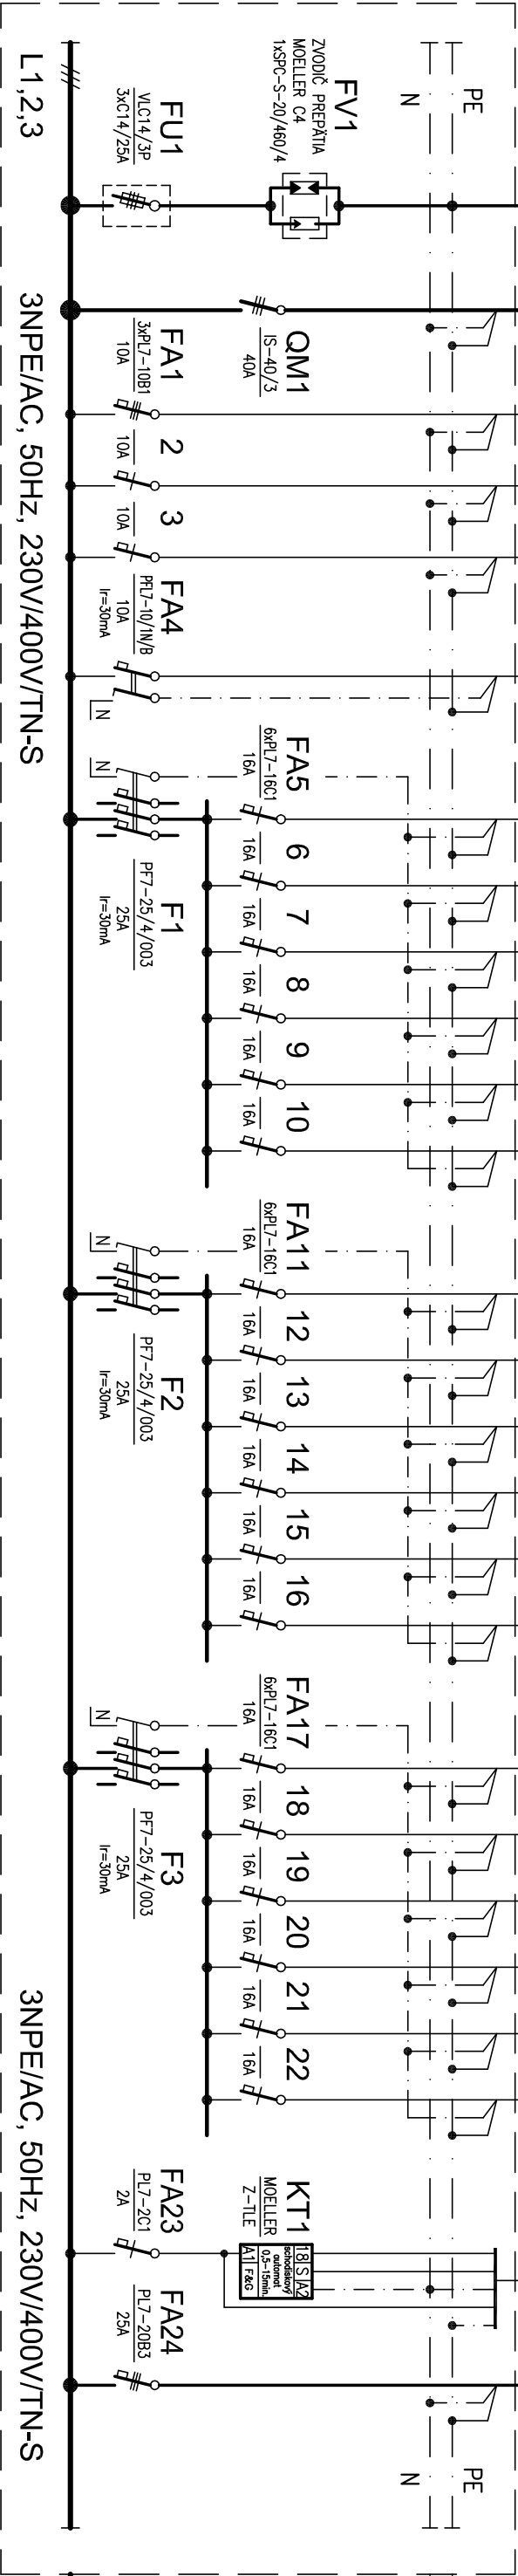 PE
N
FV1
ZVODIČ PREPÄTIA
MOELLER C4
1xSPC-S-20/460/4
FU1
VLC14/3P
3xC14/25A
L1,2,3
3NPE/AC, 50Hz, 230V/400V/TN-S
QM1
IS-40/3
40A
FA1
3xPL7-10B1
10A
2
10A
3
10A
FA4
PFL7-10/1N/B
10A
Ir=30mA
N
FA5
6xPL7-16C1
16A
6
16A
7
16A
8
16A
9
16A
10
16A
N
F1
PF7-25/4/003
25A
Ir=30mA
FA11
6xPL7-16C1
16A
12
16A
13
16A
14
16A
15
16A
16
16A
N
F2
PF7-25/4/003
25A
Ir=30mA
FA17
6xPL7-16C1
16A
18
16A
19
16A
20
16A
21
16A
22
16A
N
F3
PF7-25/4/003
25A
Ir=30mA
KT1
MOELLER
Z-TLE
18 S A2
schodiskový
automat
0,5-15min.
A1 F&G
FA23
PL7-2C1
2A
FA24
PL7-20B3
25A
PE
N
3NPE/AC, 50Hz, 230V/400V/TN-S